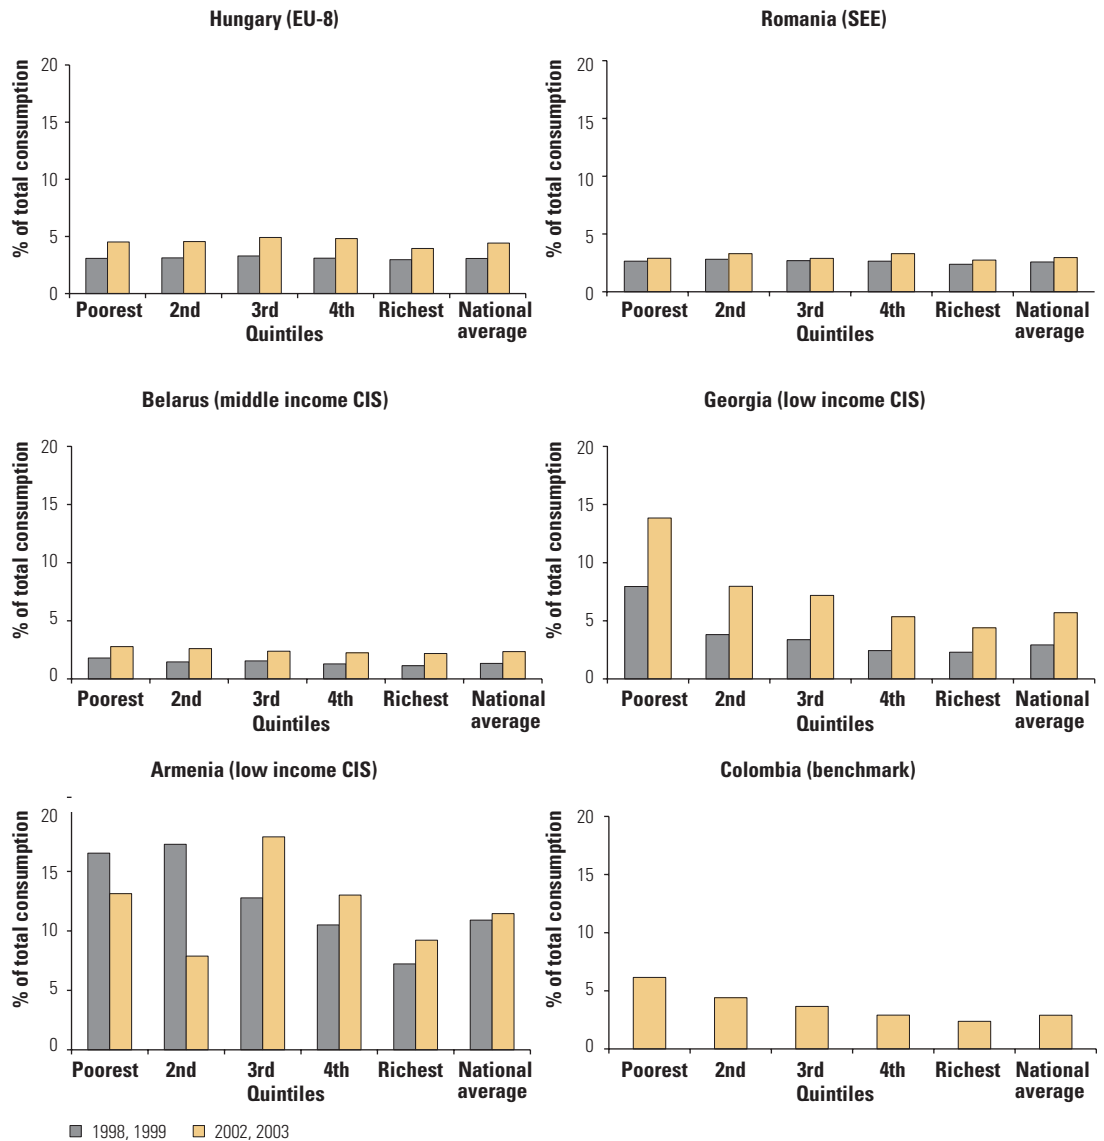 Hungary (EU-8)
% of total consumption
20
15
10
5
0
Poorest 2nd 3rd 4th Richest National average
Quintiles
Romania (SEE)
% of total consumption
20
15
10
5
0
Poorest 2nd 3rd 4th Richest National average
Quintiles
Belarus (middle income CIS)
% of total consumption
20
15
10
5
0
Poorest 2nd 3rd 4th Richest National average
Quintiles
Georgia (low income CIS)
% of total consumption
20
15
10
5
0
Poorest 2nd 3rd 4th Richest National average
Quintiles
Armenia (low income CIS)
% of total consumption
20
15
10
5
0
Poorest 2nd 3rd 4th Richest National average
Quintiles
Colombia (benchmark)
% of total consumption
20
15
10
5
0
Poorest 2nd 3rd 4th Richest National average
Quintiles
1998, 1999 2002, 2003